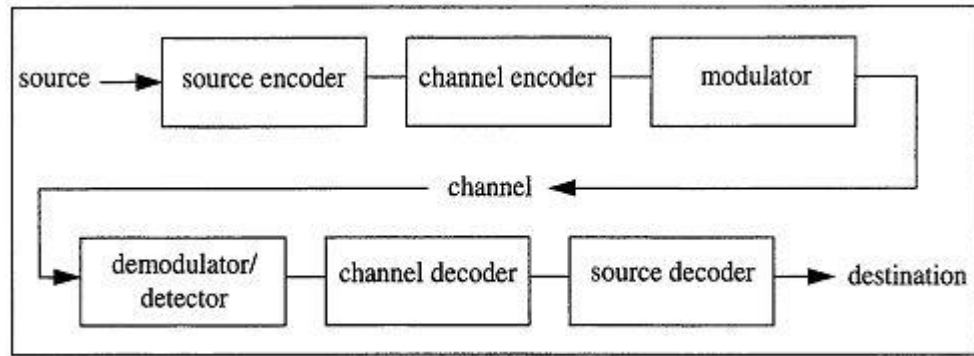 source
source encoder
channel encoder
modulator
channel
demodulator/
detector
channel decoder
source decoder
destination